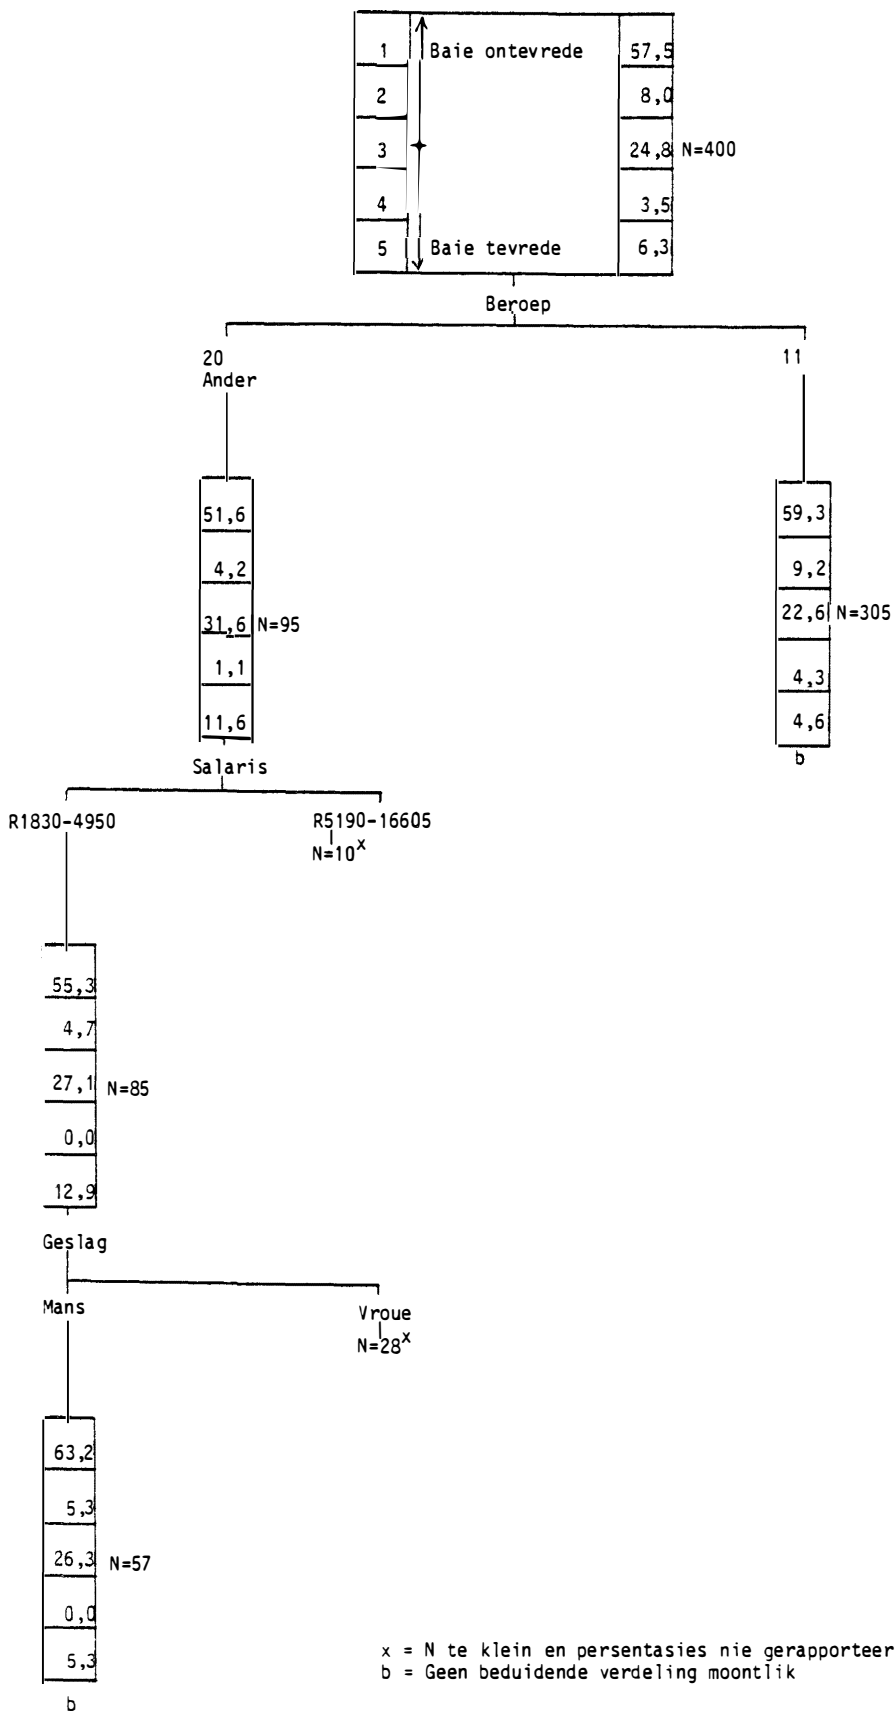 1 Baie ontevrede 57,5
2 8,0
3 24,8 N=400
4 3,5
5 Baie tevrede 6,3
Beroep
20 11
Ander
51,6 59,3
4,2 9,2
31,6 N=95 22,6 N=305
1,1 4,3
11,6 4,6
b
Salaris
R1830-4950 R5190-16605
N=10x
55,3
4,7
27,1 N=85
0,0
12,9
Geslag
Mans Vroue
N=28x
63,2
5,3
26,3 N=57
0,0
5,3
b
x = N te klein en persentasies nie gerapporteer
b = Geen beduidende verdeling moontlik